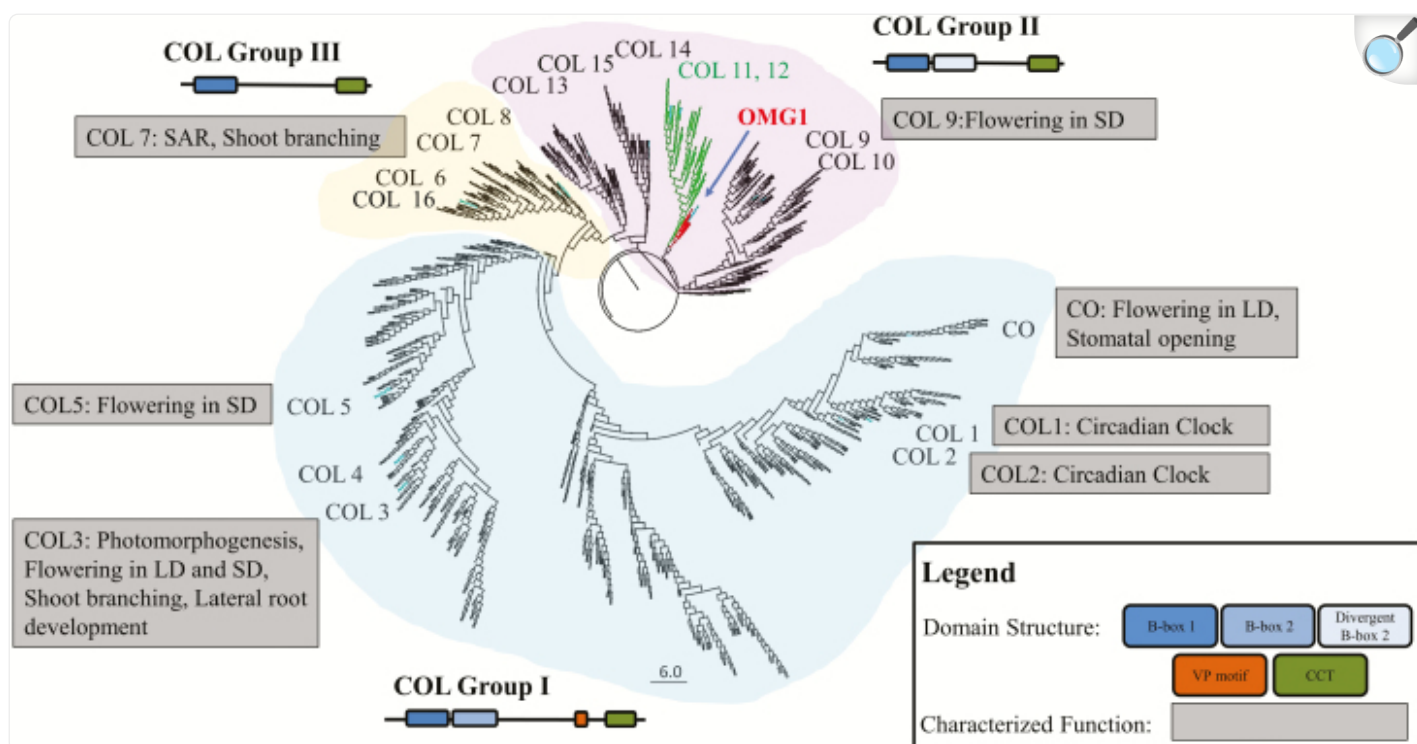 COL Group III
COL Group II
COL 14
COL 15
COL 11, 12
COL 13
COL 7: SAR, Shoot branching
COL 8
COL 7
COL 6
COL 16
OMG1
COL 9
COL 10
COL 9:Flowering in SD
CO
CO: Flowering in LD,
Stomatal opening
COL5: Flowering in SD
COL 5
COL 1
COL1: Circadian Clock
COL 2
COL2: Circadian Clock
COL 4
COL 3
COL3: Photomorphogenesis,
Flowering in LD and SD,
Shoot branching, Lateral root
development
6.0
COL Group I
Legend
Domain Structure:
B-box 1
B-box 2
Divergent
B-box 2
VP motif
CCT
Characterized Function: